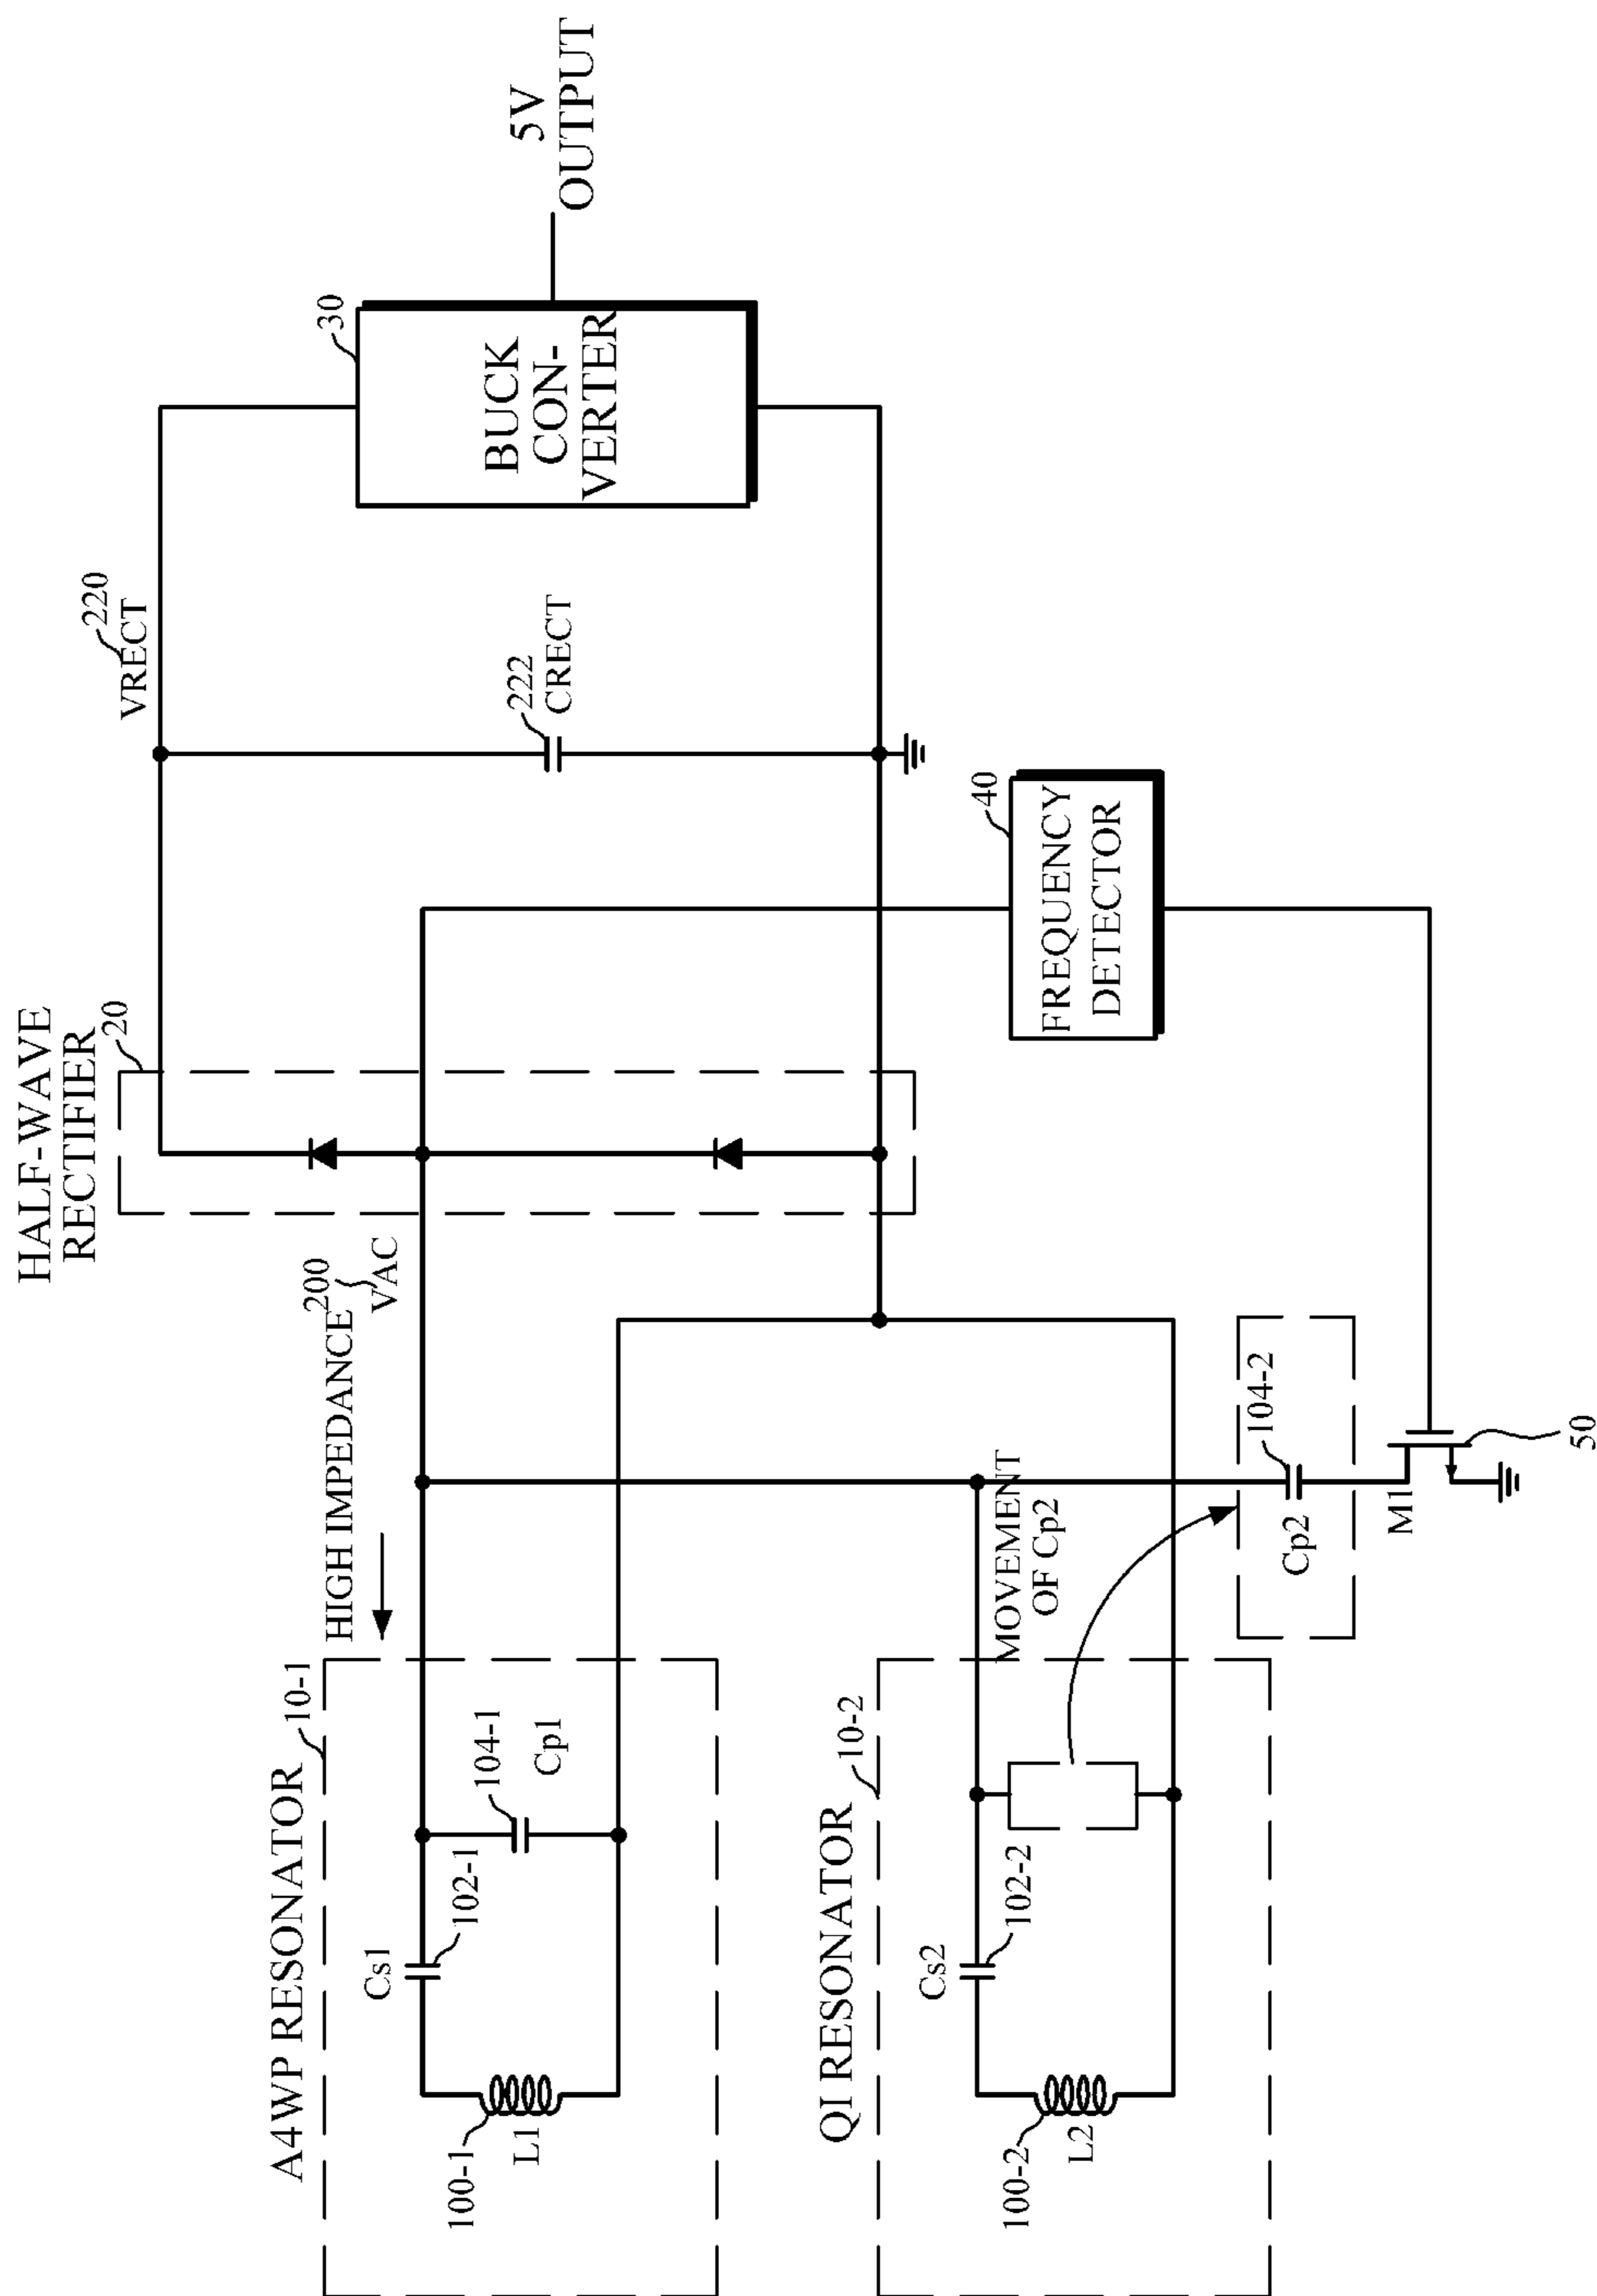 HALF-WAVE
RECTIFIER
20
220
VRECT
30
BUCK
CON-
VERTER
5V
OUTPUT
222
CRECT
A4WP RESONATOR
10-1
HIGH IMPEDANCE
200
VAC
Cs1
102-1
104-1
Cp1
100-1
L1
40
FREQUENCY
DETECTOR
QI RESONATOR
10-2
Cs2
102-2
100-2
L2
MOVEMENT
OF Cp2
104-2
Cp2
M1
50